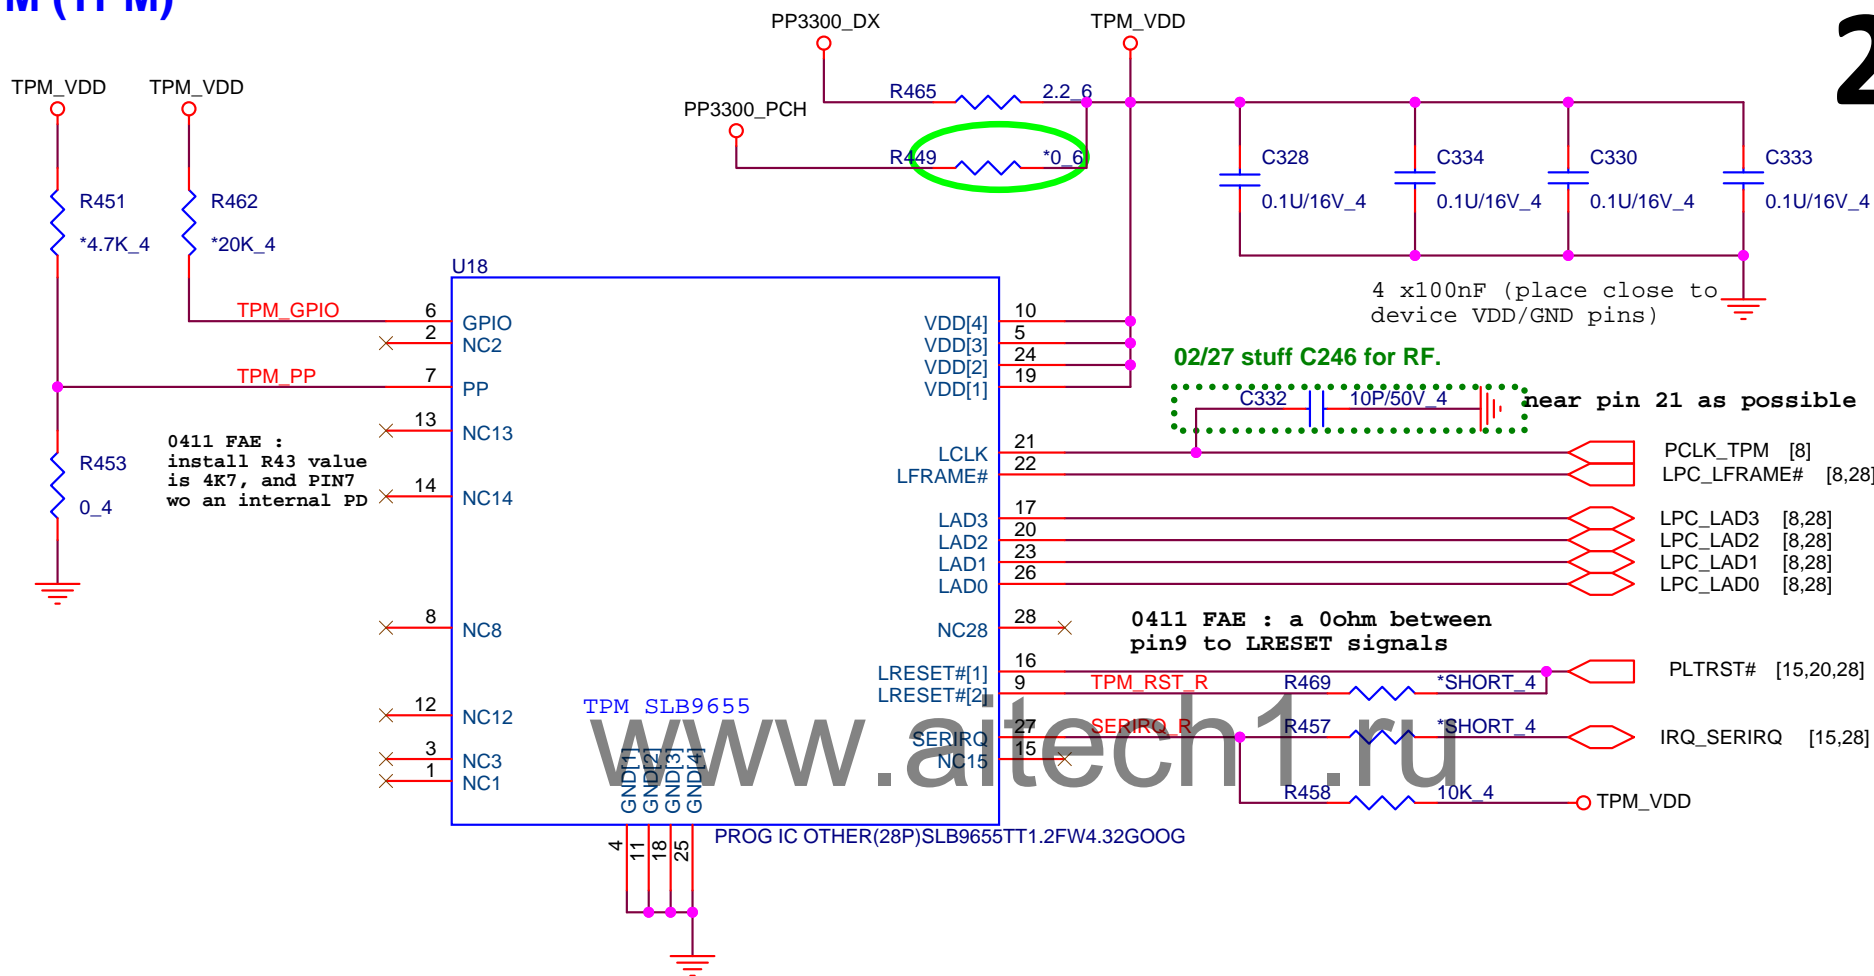 M (TPM)
2
PP3300_DX
TPM_VDD
TPM_VDD
TPM_VDD
R465
2.2_6
PP3300_PCH
R449
*0_6
C328
0.1U/16V_4
C334
0.1U/16V_4
C330
0.1U/16V_4
C333
0.1U/16V_4
R451
*4.7K_4
R462
*20K_4
4 x100nF (place close to
device VDD/GND pins)
U18
TPM_GPIO
6
GPIO
2
NC2
TPM_PP
7
PP
13
NC13
14
NC14
8
NC8
12
NC12
3
NC3
1
NC1
R453
0_4
0411 FAE :
install R43 value
is 4K7, and PIN7
wo an internal PD
10
VDD[4]
5
VDD[3]
24
VDD[2]
19
VDD[1]
02/27 stuff C246 for RF.
C332
10P/50V_4
near pin 21 as possible
21
LCLK
PCLK_TPM [8]
22
LFRAME#
LPC_LFRAME# [8,28]
17
LAD3
LPC_LAD3 [8,28]
20
LAD2
LPC_LAD2 [8,28]
23
LAD1
LPC_LAD1 [8,28]
26
LAD0
LPC_LAD0 [8,28]
28
NC28
0411 FAE : a 0ohm between
pin9 to LRESET signals
16
LRESET#[1]
PLTRST# [15,20,28]
9
LRESET#[2]
TPM_RST_R
R469
*SHORT_4
27
SERIRQ
SERIRQ_R
R457
*SHORT_4
IRQ_SERIRQ [15,28]
15
NC15
R458
10K_4
TPM_VDD
TPM SLB9655
www.aitech1.ru
GND[1]
GND[2]
GND[3]
GND[4]
4
11
18
25
PROG IC OTHER(28P)SLB9655TT1.2FW4.32GOOG